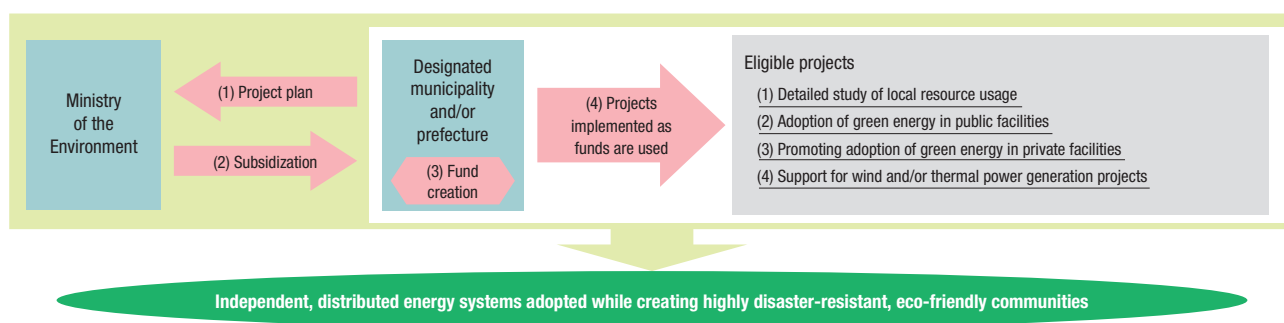 Ministry
of the
Environment
(1) Project plan
(2) Subsidization
Designated
municipality
and/or
prefecture
(3) Fund
creation
(4) Projects
implemented as
funds are used
Eligible projects
(1) Detailed study of local resource usage
(2) Adoption of green energy in public facilities
(3) Promoting adoption of green energy in private facilities
(4) Support for wind and/or thermal power generation projects
Independent, distributed energy systems adopted while creating highly disaster-resistant, eco-friendly communities